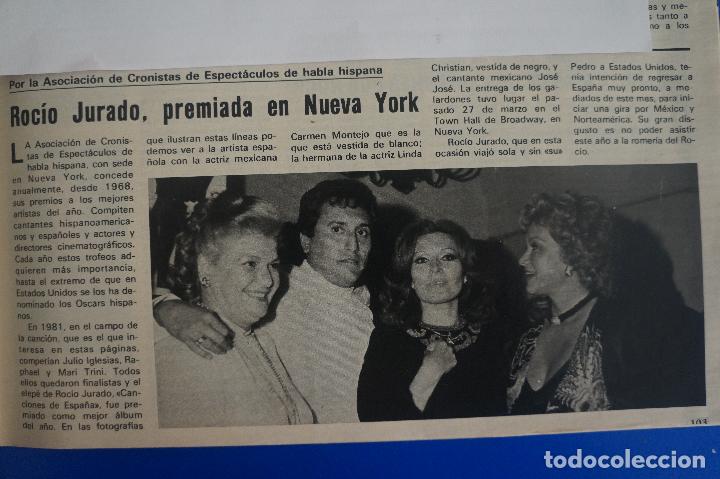 as y me-
s tanto a
no a los
Por la Asociación de Cronistas de Espectáculos de habla hispana
Rocío Jurado, premiada en Nueva York
LA Asociación de Cronis-
tas de Espectáculos de
habla hispana, con sede
en Nueva York, concede
anualmente, desde 1968,
sus premios a los mejores
artistas del año. Compiten
cantantes hispanoamerica-
nos y españoles y actores y
directores cinematográficos.
Cada año estos trofeos ad-
quieren más importancia,
hasta el extremo de que en
Estados Unidos se los ha de-
nominado los Oscars hispa-
nos.
En 1981, en el campo de
la canción, que es el que in-
teresa en estas páginas,
competían Julio Iglesias, Ra-
phael y Mari Trini. Todos
ellos quedaron finalistas y el
elepé de Rocío Jurado, «Can-
ciones de España», fue pre-
miado como mejor álbum
del año. En las fotografías
que ilustran estas líneas po-
demos ver a la artista espa-
ñola con la actriz mexicana
Carmen Montejo que es la
que está vestida de blanco;
la hermana de la actriz Linda
Christian, vestida de negro, y
el cantante mexicano José
José. La entrega de los ga-
lardones tuvo lugar el pa-
sado 27 de marzo en el
Town Hall de Broadway, en
Nueva York.
Rocío Jurado, que en esta
ocasión viajó sola y sin «su»
Pedro a Estados Unidos, te-
nía intención de regresar a
España muy pronto, a me-
diados de este mes, para ini-
ciar una gira por México y
Norteamérica. Su gran dis-
gusto es no poder asistir
este año a la romería del Ro-
cío.
103
todocoleccion.net